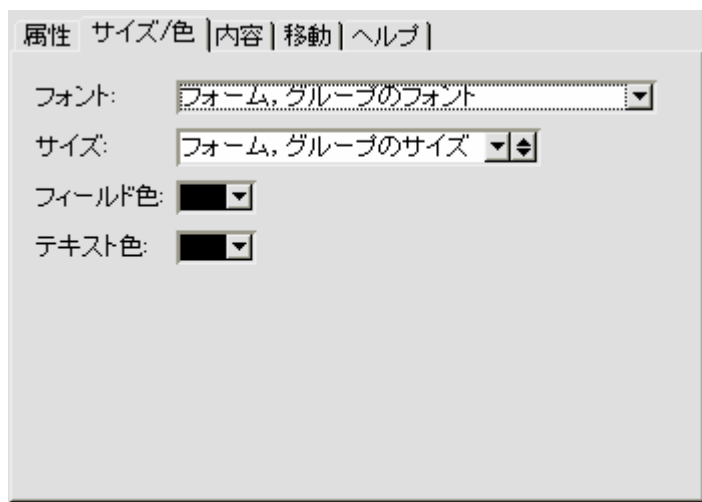 属性 サイズ/色 内容 移動 ヘルプ
フォント: フォーム,グループのフォント
サイズ: フォーム,グループのサイズ
フィールド色:
テキスト色: